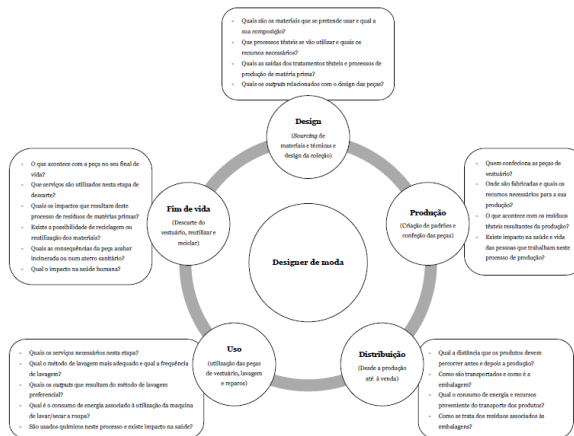 - Quais são os materiais que se pretende usar e qual a
sua composição?
- Que processos têxteis se vão utilizar e quais os
recursos necessários?
- Quais as saídas dos tratamentos têxteis e processos de
produção de matéria prima?
- Quais os outputs relacionados com o design das peças?
Design
(Sourcing de
materiais e técnicas e
design da coleção)
- Quem confeciona as peças de
vestuário?
- Onde são fabricadas e quais os
recursos necessários para a sua
produção?
- O que acontece com os resíduos
têxteis resultantes da produção?
- Existe impacto na saúde e vida
das pessoas que trabalham neste
processo de produção?
Produção
(Criação de padrões e
confeção das peças)
- O que acontece com a peça no seu final de
vida?
- Que serviços são utilizados nesta etapa de
descarte?
- Quais os impactos que resultam deste
processo de resíduos de matérias primas?
- Existe a possibilidade de reciclagem ou
reutilização dos materiais?
- Quais as consequências da peça acabar
incinerada ou num aterro sanitário?
- Qual o impacto na saúde humana?
Fim de vida
(Descarte do
vestuário, reutilizar e
reciclar)
Designer de moda
Uso
(utilização das peças
de vestuário, lavagem
e reparos)
Distribuição
(Desde a produção
até à venda)
- Quais os serviços necessários nesta etapa?
- Qual o método de lavagem mais adequado e qual a frequência
de lavagem?
- Quais os outputs que resultam do método de lavagem
preferencial?
- Qual é o consumo de energia associado à utilização da maquina
de lavar/secar a roupa?
- São usados químicos neste processo e existe impacto na saúde?
- Qual a distância que os produtos devem
percorrer antes e depois a produção?
- Como são transportados e como é a
embalagem?
- Qual o consumo de energia e recursos
proveniente do transporte dos produtos?
- Como se trata dos resíduos associados às
embalagens?